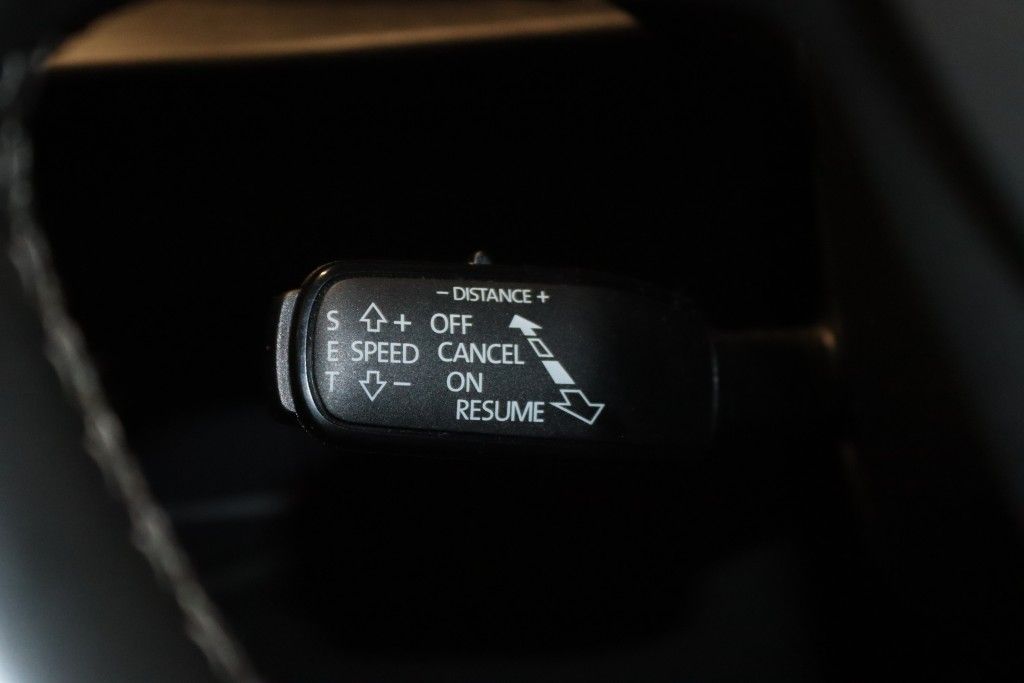 - DISTANCE +
S + OFF
E SPEED CANCEL
T - ON
RESUME